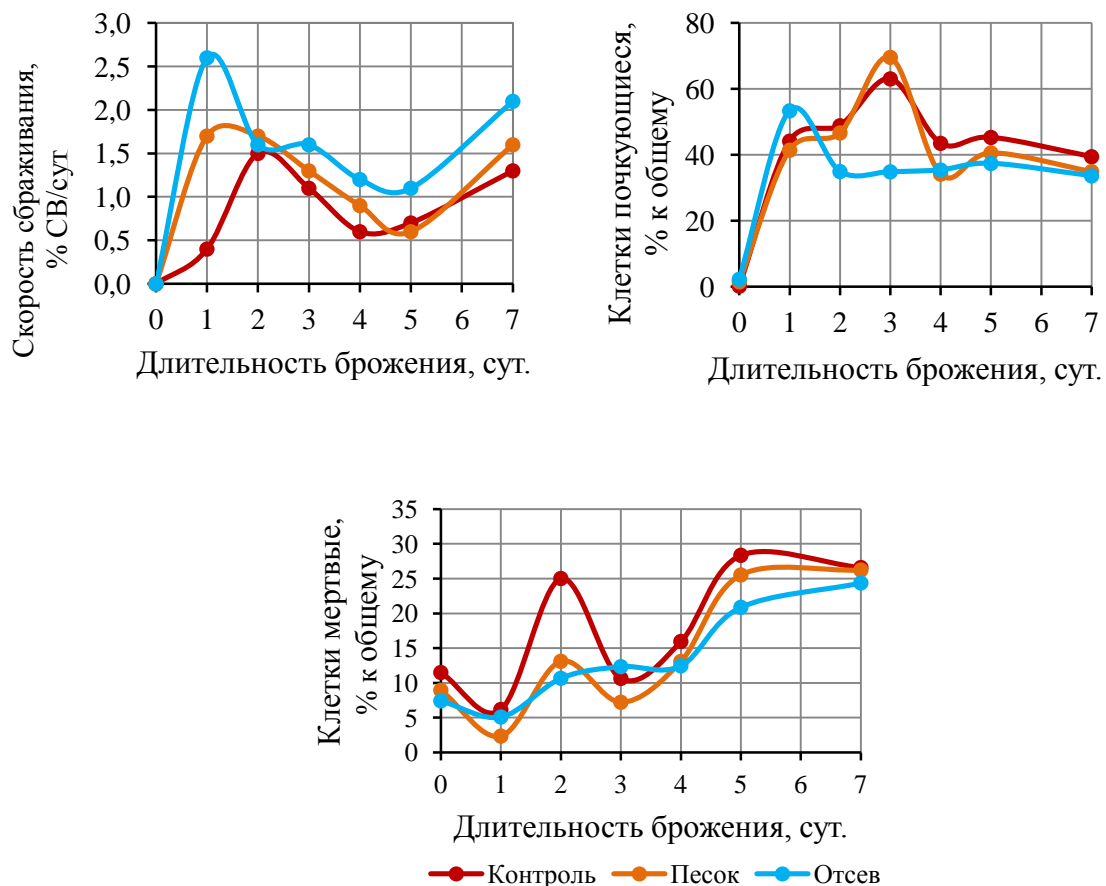 Скорость сбраживания,
% СВ/сут
3,0
2,5
2,0
1,5
1,0
0,5
0,0
0 1 2 3 4 5 6 7
Длительность брожения, сут.
Клетки почкующиеся,
% к общему
80
60
40
20
0
0 1 2 3 4 5 6 7
Длительность брожения, сут.
Клетки мертвые,
% к общему
35
30
25
20
15
10
5
0
0 1 2 3 4 5 6 7
Длительность брожения, сут.
Контроль Песок Отсев